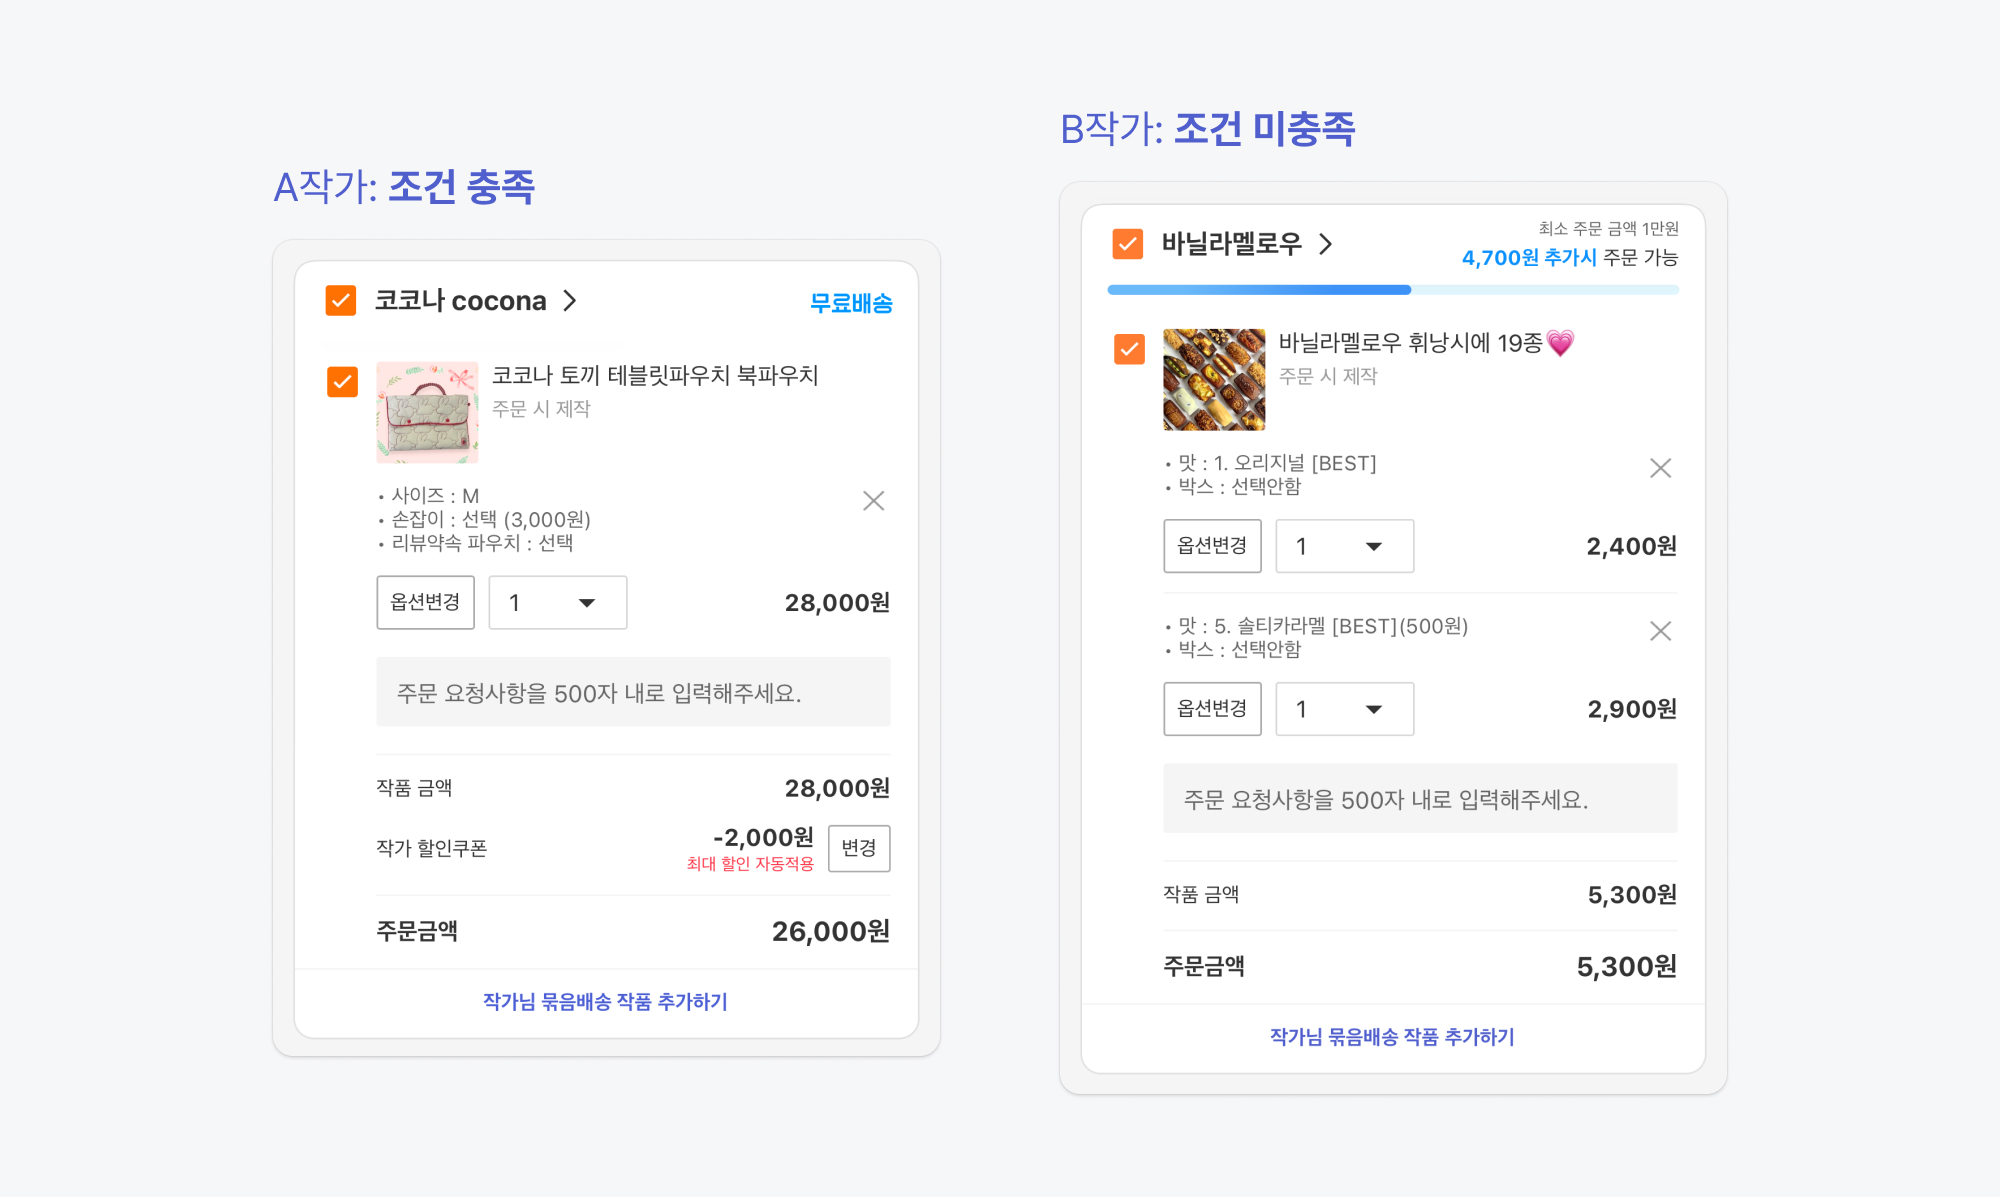 A작가: 조건 충족
코코나 cocona
무료배송
코코나 토끼 테블릿파우치 북파우치
주문 시 제작
• 사이즈 : M
• 손잡이 : 선택 (3,000원)
• 리뷰약속 파우치 : 선택
옵션변경 1 28,000원
주문 요청사항을 500자 내로 입력해주세요.
작품 금액 28,000원
작가 할인쿠폰 -2,000원 변경
최대 할인 자동적용
주문금액 26,000원
작가님 묶음배송 작품 추가하기
B작가: 조건 미충족
바닐라멜로우
최소 주문 금액 1만원
4,700원 추가시 주문 가능
바닐라멜로우 휘낭시에 19종💗
주문 시 제작
• 맛 : 1. 오리지널 [BEST]
• 박스 : 선택안함
옵션변경 1 2,400원
• 맛 : 5. 솔티카라멜 [BEST](500원)
• 박스 : 선택안함
옵션변경 1 2,900원
주문 요청사항을 500자 내로 입력해주세요.
작품 금액 5,300원
주문금액 5,300원
작가님 묶음배송 작품 추가하기